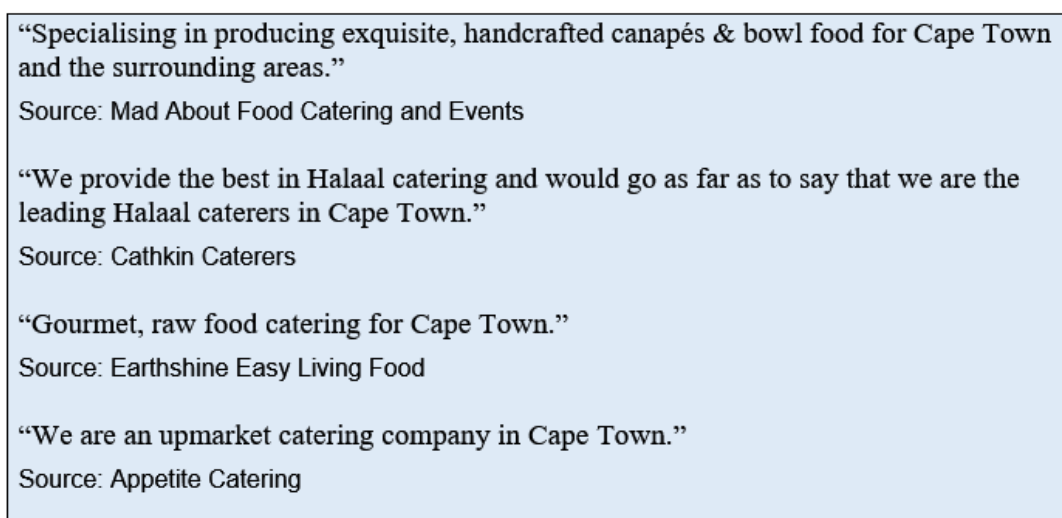 “Specialising in producing exquisite, handcrafted canapés & bowl food for Cape Town
and the surrounding areas.”
Source: Mad About Food Catering and Events
“We provide the best in Halaal catering and would go as far as to say that we are the
leading Halaal caterers in Cape Town.”
Source: Cathkin Caterers
“Gourmet, raw food catering for Cape Town.”
Source: Earthshine Easy Living Food
“We are an upmarket catering company in Cape Town.”
Source: Appetite Catering